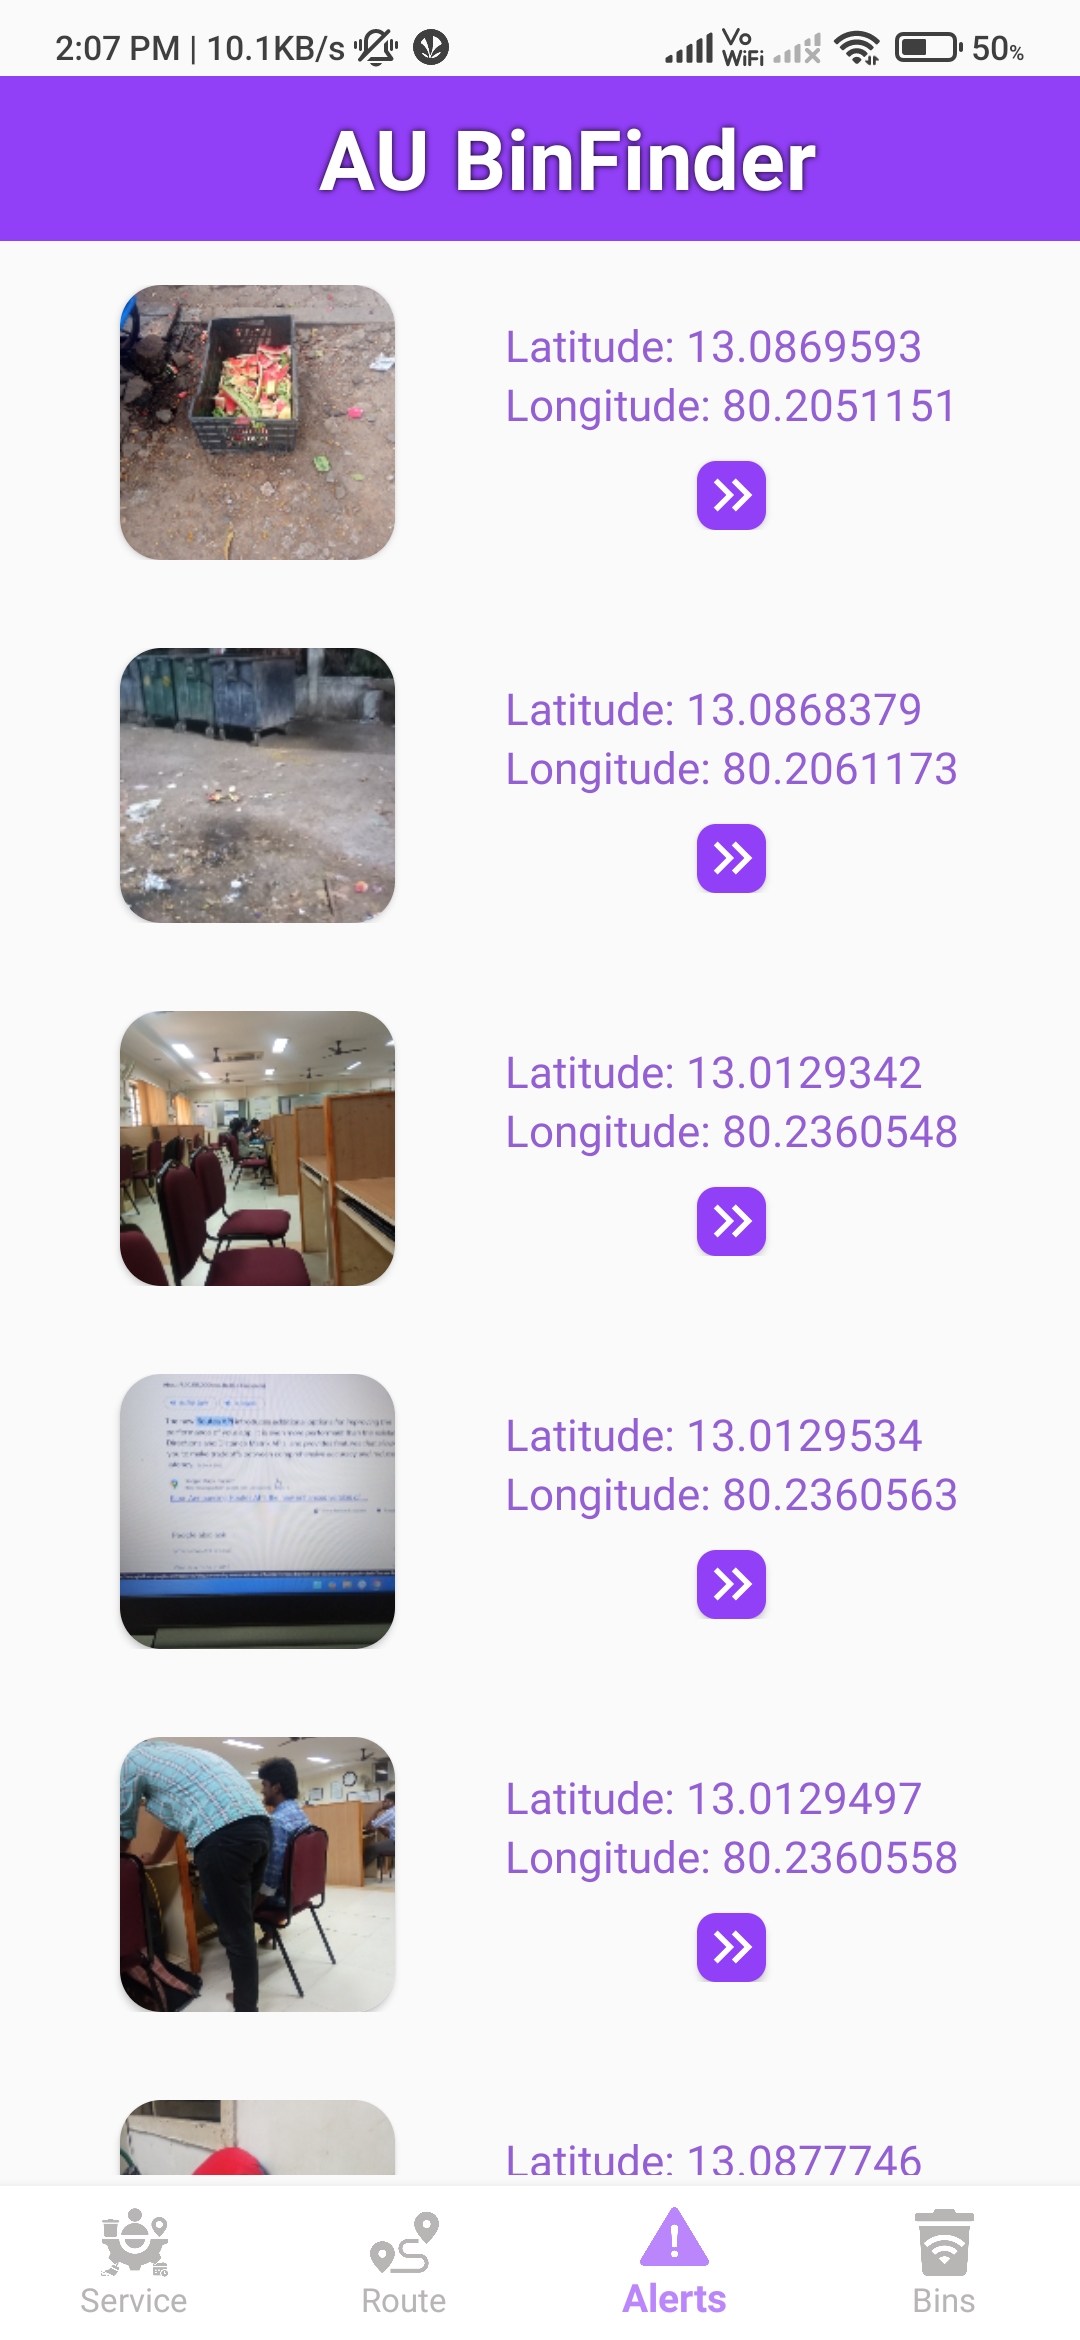 2:07 PM | 10.1KB/s
Vo
WiFi
50%
AU BinFinder
Latitude: 13.0869593
Longitude: 80.2051151
Latitude: 13.0868379
Longitude: 80.2061173
Latitude: 13.0129342
Longitude: 80.2360548
Latitude: 13.0129534
Longitude: 80.2360563
Latitude: 13.0129497
Longitude: 80.2360558
Latitude: 13.0877746
Service
Route
Alerts
Bins